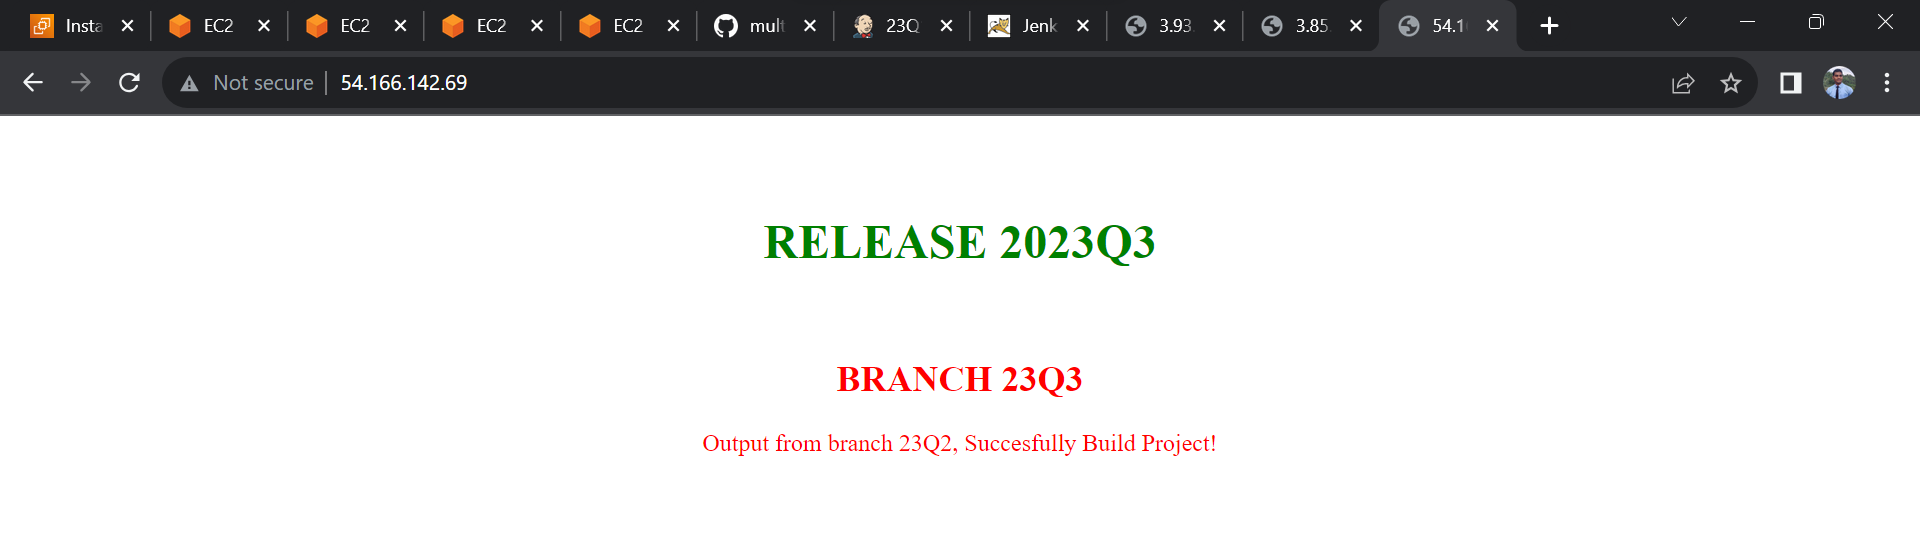 Insta EC2 EC2 EC2 EC2 mult 23Q Jenk 3.93. 3.85. 54.1
Not secure 54.166.142.69
RELEASE 2023Q3
BRANCH 23Q3
Output from branch 23Q2, Succesfully Build Project!